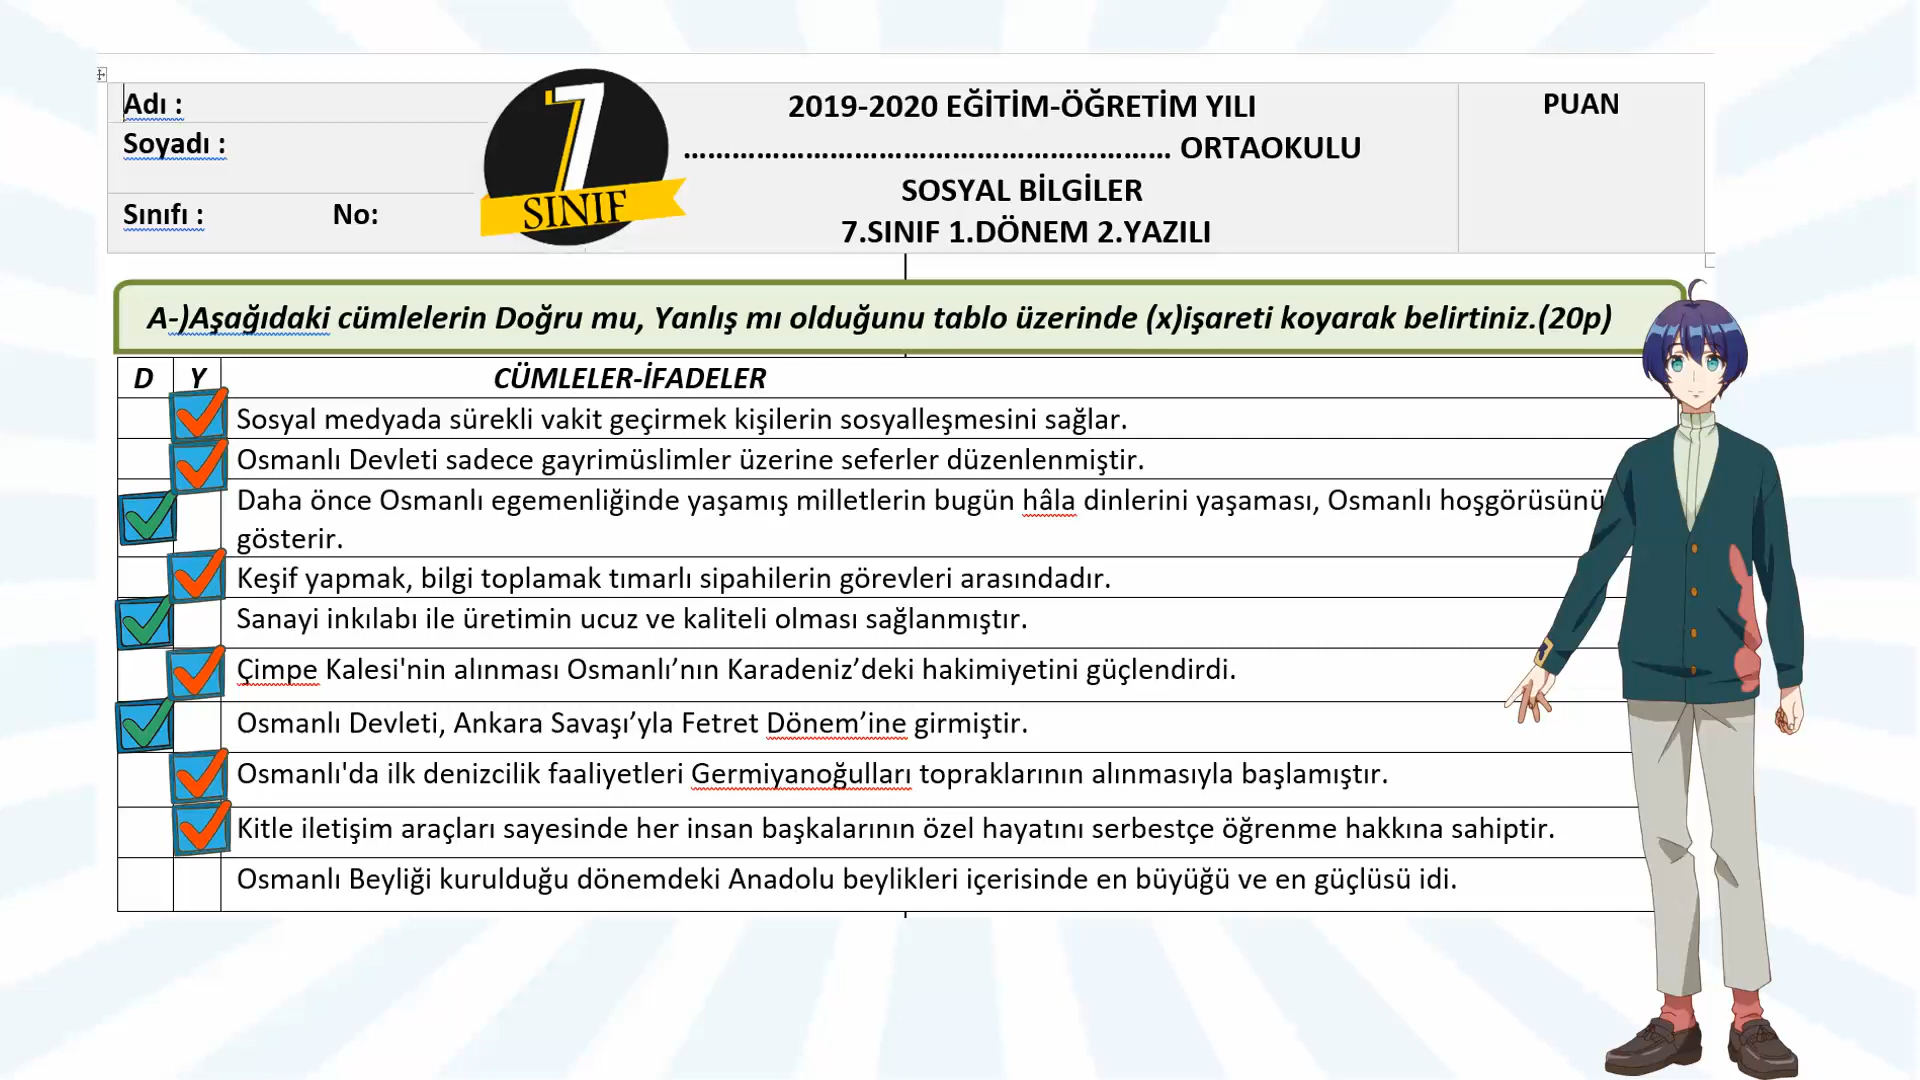 Adı :
Soyadı :
Sınıfı : No:
7
SINIF
2019-2020 EĞİTİM-ÖĞRETİM YILI
………………………………………………… ORTAOKULU
SOSYAL BİLGİLER
7.SINIF 1.DÖNEM 2.YAZILI
PUAN
A-)Aşağıdaki cümlelerin Doğru mu, Yanlış mı olduğunu tablo üzerinde (x)işareti koyarak belirtiniz.(20p)
D Y CÜMLELER-İFADELER
Sosyal medyada sürekli vakit geçirmek kişilerin sosyalleşmesini sağlar.
Osmanlı Devleti sadece gayrimüslimler üzerine seferler düzenlenmiştir.
Daha önce Osmanlı egemenliğinde yaşamış milletlerin bugün hâla dinlerini yaşaması, Osmanlı hoşgörüsünü
gösterir.
Keşif yapmak, bilgi toplamak tımarlı sipahilerin görevleri arasındadır.
Sanayi inkılabı ile üretimin ucuz ve kaliteli olması sağlanmıştır.
Çimpe Kalesi'nin alınması Osmanlı’nın Karadeniz’deki hakimiyetini güçlendirdi.
Osmanlı Devleti, Ankara Savaşı’yla Fetret Dönem’ine girmiştir.
Osmanlı'da ilk denizcilik faaliyetleri Germiyanoğulları topraklarının alınmasıyla başlamıştır.
Kitle iletişim araçları sayesinde her insan başkalarının özel hayatını serbestçe öğrenme hakkına sahiptir.
Osmanlı Beyliği kurulduğu dönemdeki Anadolu beylikleri içerisinde en büyüğü ve en güçlüsü idi.